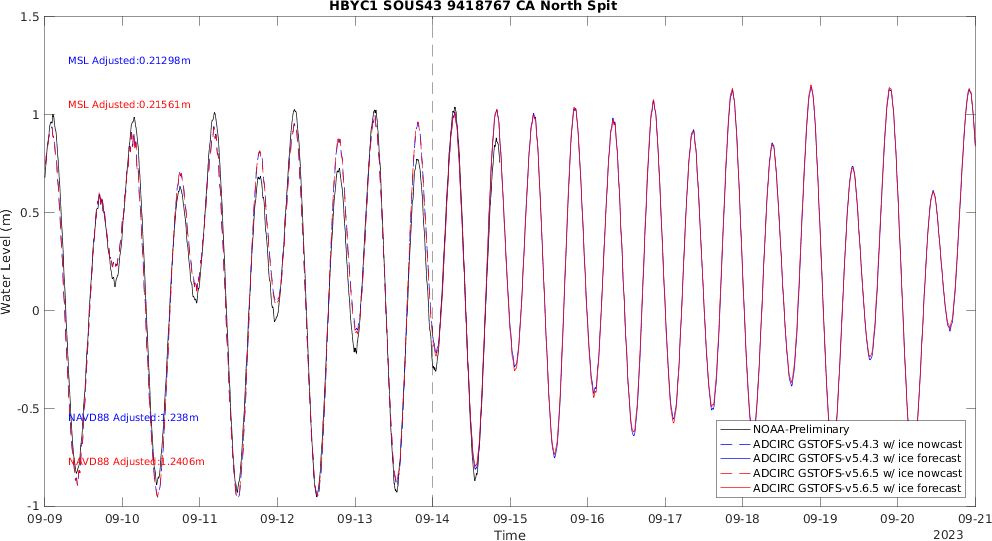 HBYC1 SOUS43 9418767 CA North Spit
1.5
1
0.5
0
-0.5
-1
Water Level (m)
MSL Adjusted:0.21298m
MSL Adjusted:0.21561m
NAVD88 Adjusted:1.238m
NAVD88 Adjusted:1.2406m
NOAA-Preliminary
ADCIRC GSTOFS-v5.4.3 w/ ice nowcast
ADCIRC GSTOFS-v5.4.3 w/ ice forecast
ADCIRC GSTOFS-v5.6.5 w/ ice nowcast
ADCIRC GSTOFS-v5.6.5 w/ ice forecast
09-09 09-10 09-11 09-12 09-13 09-14 09-15 09-16 09-17 09-18 09-19 09-20 09-21
Time
2023